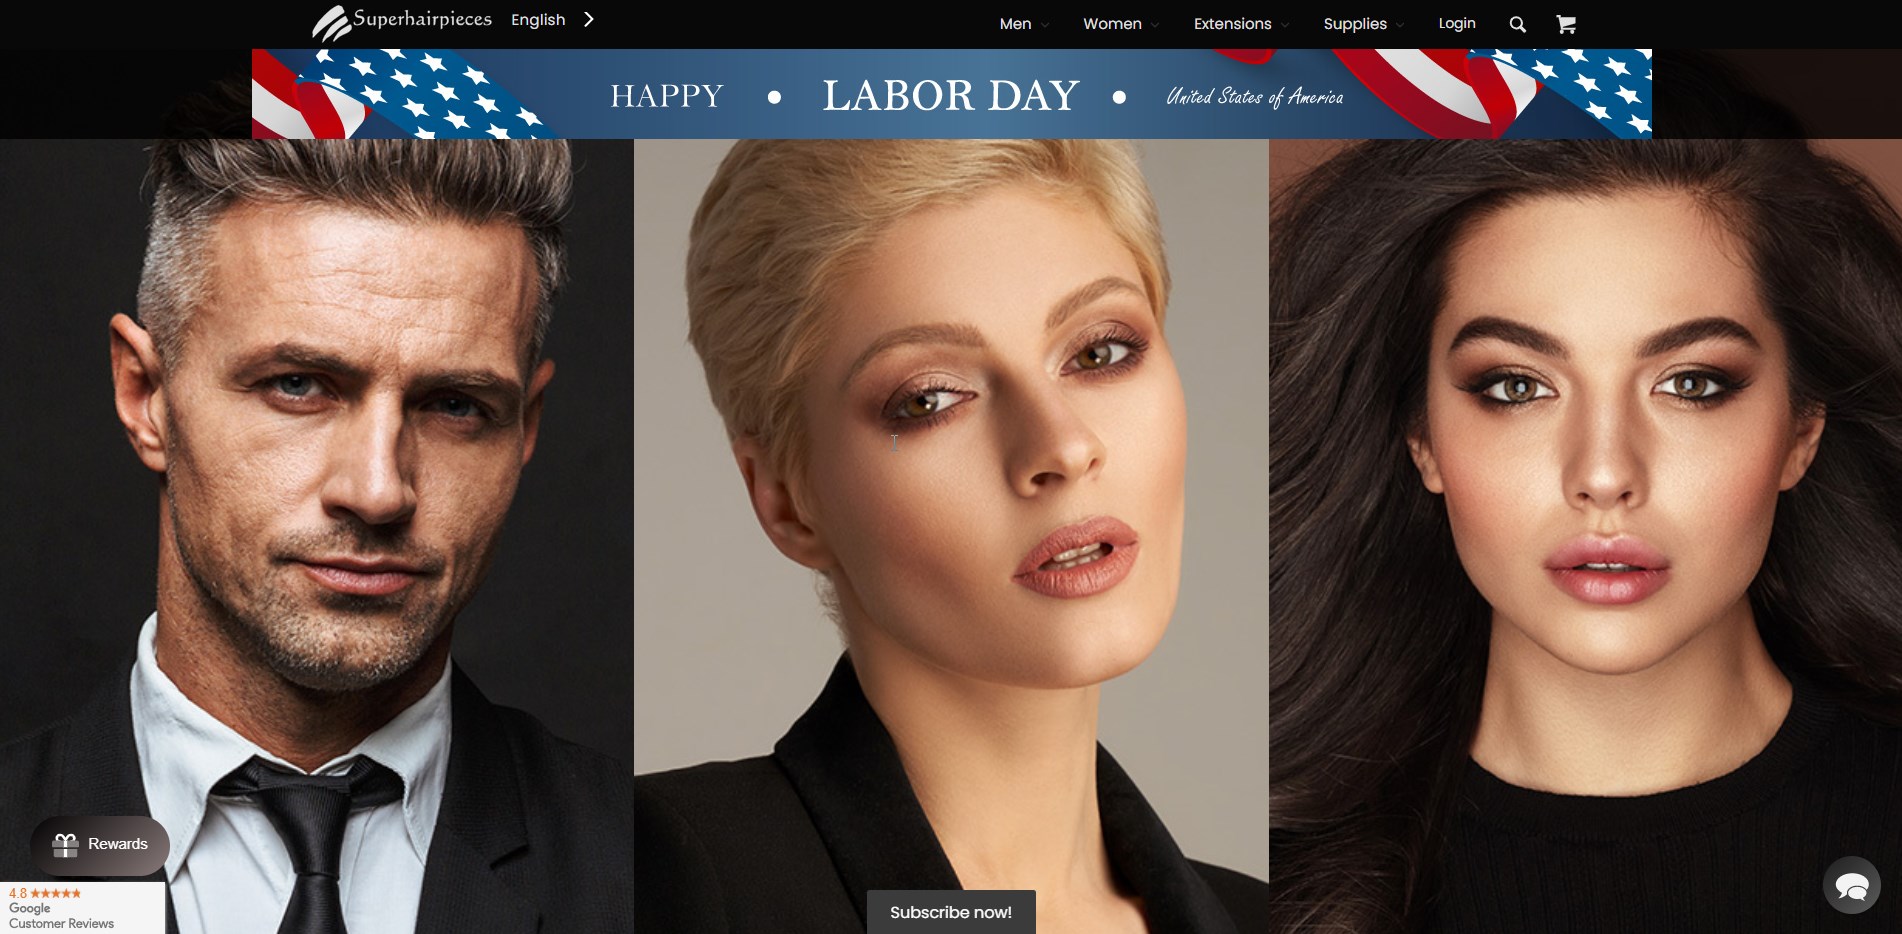 Superhairpieces
English
Men
Women
Extensions
Supplies
Login
HAPPY • LABOR DAY • United States of America
Rewards
4.8
Google
Customer Reviews
Subscribe now!